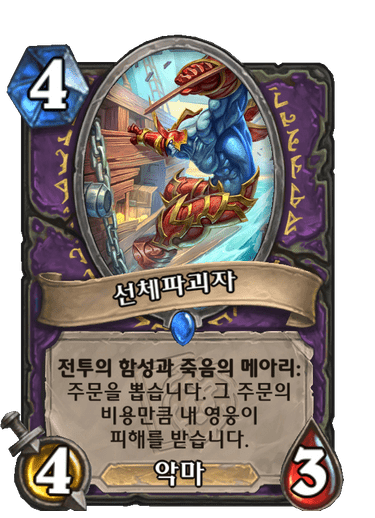 4
선체파괴자
전투의 함성과 죽음의 메아리:
주문을 뽑습니다. 그 주문의
비용만큼 내 영웅이
피해를 받습니다.
4
악마
3